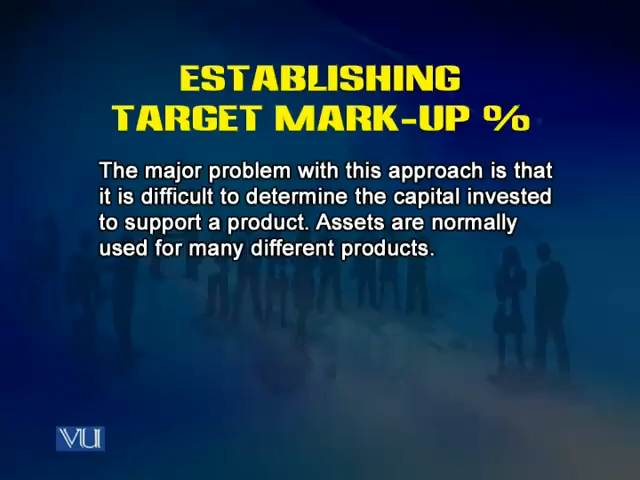 ESTABLISHING
TARGET MARK-UP %
The major problem with this approach is that
it is difficult to determine the capital invested
to support a product. Assets are normally
used for many different products.
VU